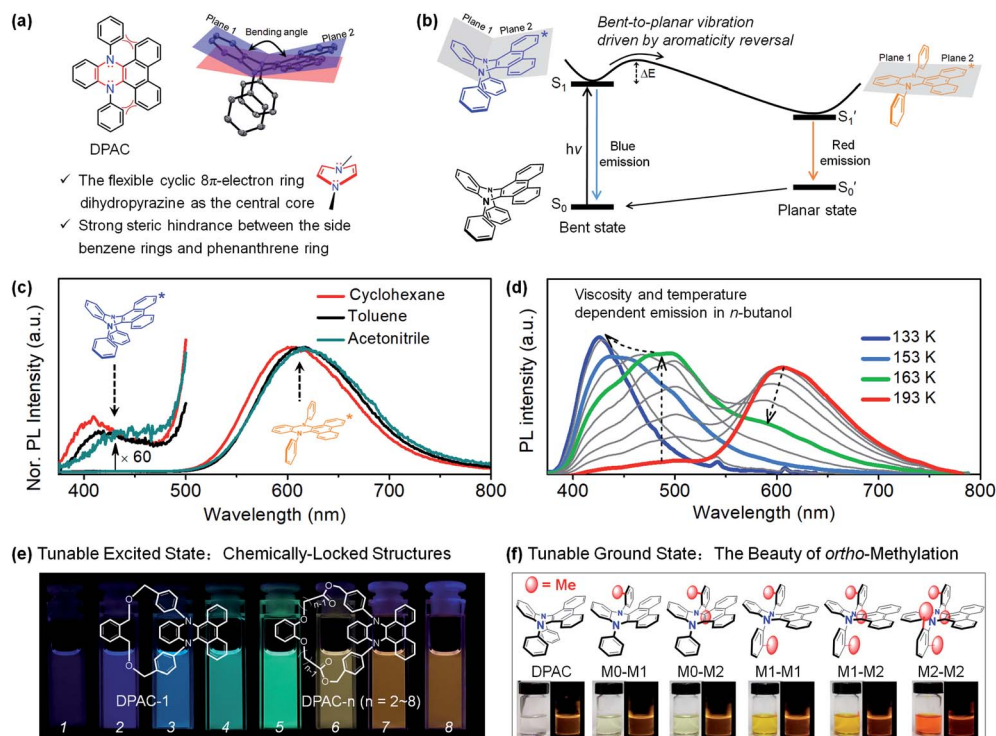 (a)
Plane 1
Bending angle
Plane 2
N
N
DPAC
✓ The flexible cyclic 8π-electron ring
dihydropyrazine as the central core
N
N
✓ Strong steric hindrance between the side
benzene rings and phenanthrene ring
(b)
Plane 1
Plane 2
*
Bent-to-planar vibration
driven by aromaticity reversal
ΔE
S₁
Plane 1
Plane 2
*
S₁′
hν
Blue
emission
Red
emission
S₀′
S₀
Bent state
Planar state
(c)
Nor. PL Intensity (a.u.)
*
Cyclohexane
Toluene
Acetonitrile
× 60
*
400
500
600
700
800
Wavelength (nm)
(d)
PL intensity (a.u.)
Viscosity and temperature
dependent emission in n-butanol
133 K
153 K
163 K
193 K
400
500
600
700
800
Wavelength (nm)
(e) Tunable Excited State: Chemically-Locked Structures
O
O
N
N
n-1
O
O
O
O
N
N
n-1
DPAC-1
DPAC-n (n = 2~8)
1
2
3
4
5
6
7
8
(f) Tunable Ground State: The Beauty of ortho-Methylation
= Me
DPAC
M0-M1
M0-M2
M1-M1
M1-M2
M2-M2